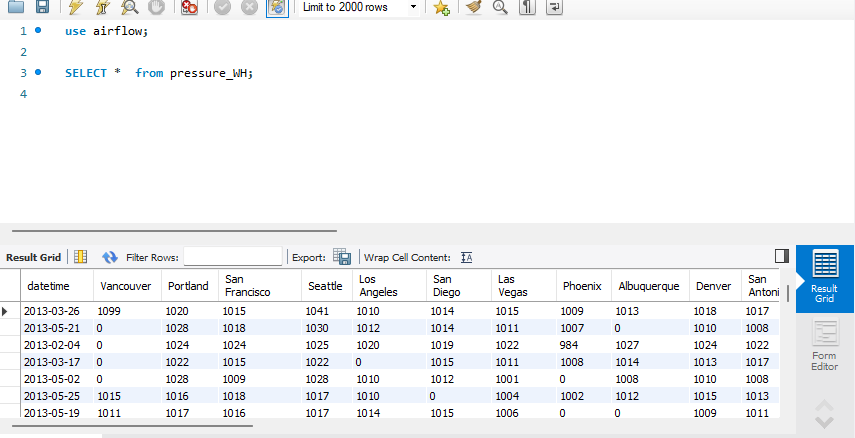 Limit to 2000 rows
1 use airflow;
2
3 SELECT * from pressure_WH;
4
Result Grid Filter Rows: Export: Wrap Cell Content: IA
datetime Vancouver Portland San Francisco Seattle Los Angeles San Diego Las Vegas Phoenix Albuquerque Denver San Antoni
2013-03-26 1099 1020 1015 1041 1010 1014 1015 1009 1013 1018 1017
2013-05-21 0 1028 1018 1030 1012 1014 1011 1007 0 1010 1008
2013-02-04 0 1024 1024 1025 1020 1019 1022 984 1027 1024 1022
2013-03-17 0 1022 1015 1022 0 1015 1011 1008 1014 1013 1017
2013-05-02 0 1028 1009 1028 1010 1012 1001 0 1008 1010 1008
2013-05-25 1015 1016 1018 1017 1010 0 1004 1002 1012 1015 1013
2013-05-19 1011 1017 1016 1017 1014 1015 1006 0 0 1009 1011
Result
Grid
Form
Editor